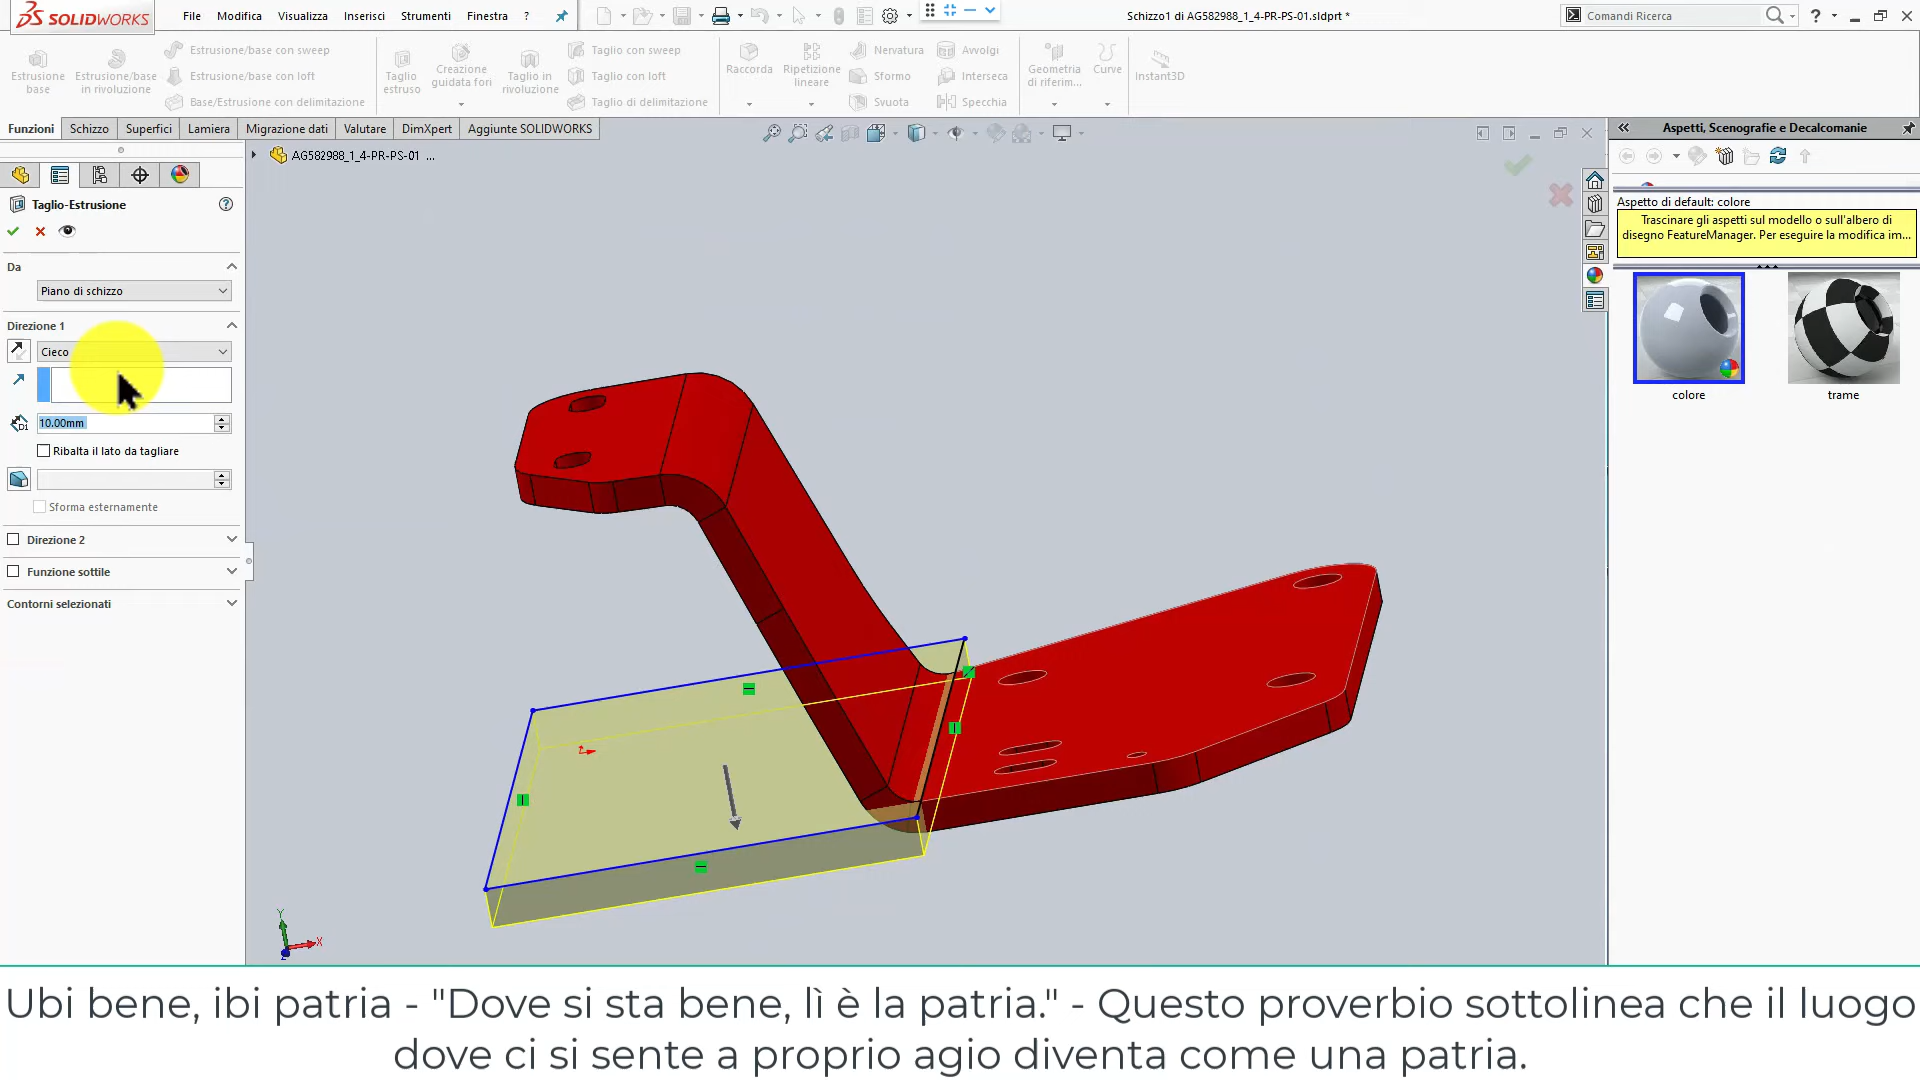 SOLIDWORKS
File Modifica Visualizza Inserisci Strumenti Finestra ?
Schizzo1 di AG582988_1_4-PR-PS-01.sldprt *
Comandi Ricerca
Estrusione base
Estrusione/base in rivoluzione
Estrusione/base con sweep
Estrusione/base con loft
Base/Estrusione con delimitazione
Taglio estruso
Creazione guidata fori
Taglio in rivoluzione
Taglio con sweep
Taglio con loft
Taglio di delimitazione
Raccorda
Ripetizione lineare
Nervatura
Sformo
Svuota
Avvolgi
Interseca
Specchia
Geometria di riferim...
Curve
Instant3D
Funzioni Schizzo Superfici Lamiera Migrazione dati Valutare DimXpert Aggiunte SOLIDWORKS
AG582988_1_4-PR-PS-01 ...
Taglio-Estrusione
Da
Piano di schizzo
Direzione 1
Cieco
10.00mm
Ribalta il lato da tagliare
Sforma esternamente
Direzione 2
Funzione sottile
Contorni selezionati
Y
X
Z
Aspetti, Scenografie e Decalcomanie
Aspetto di default: colore
Trascinare gli aspetti sul modello o sull'albero di
disegno FeatureManager. Per eseguire la modifica im...
colore
trame
Ubi bene, ibi patria - "Dove si sta bene, lì è la patria." - Questo proverbio sottolinea che il luogo
dove ci si sente a proprio agio diventa come una patria.